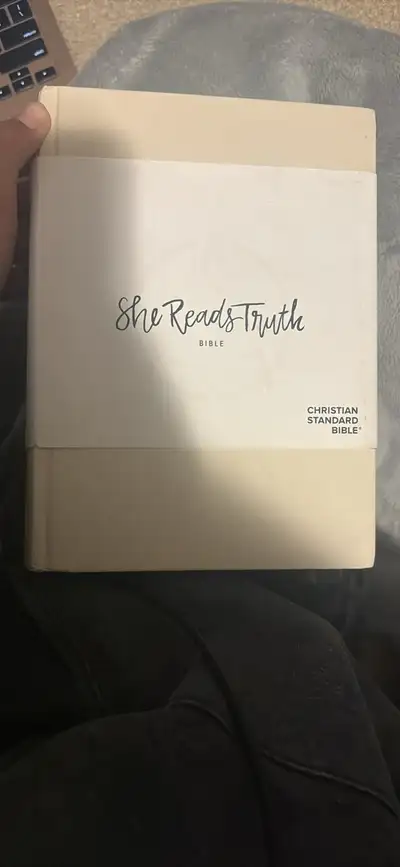 She Reads Truth
BIBLE
CHRISTIAN
STANDARD
BIBLE®